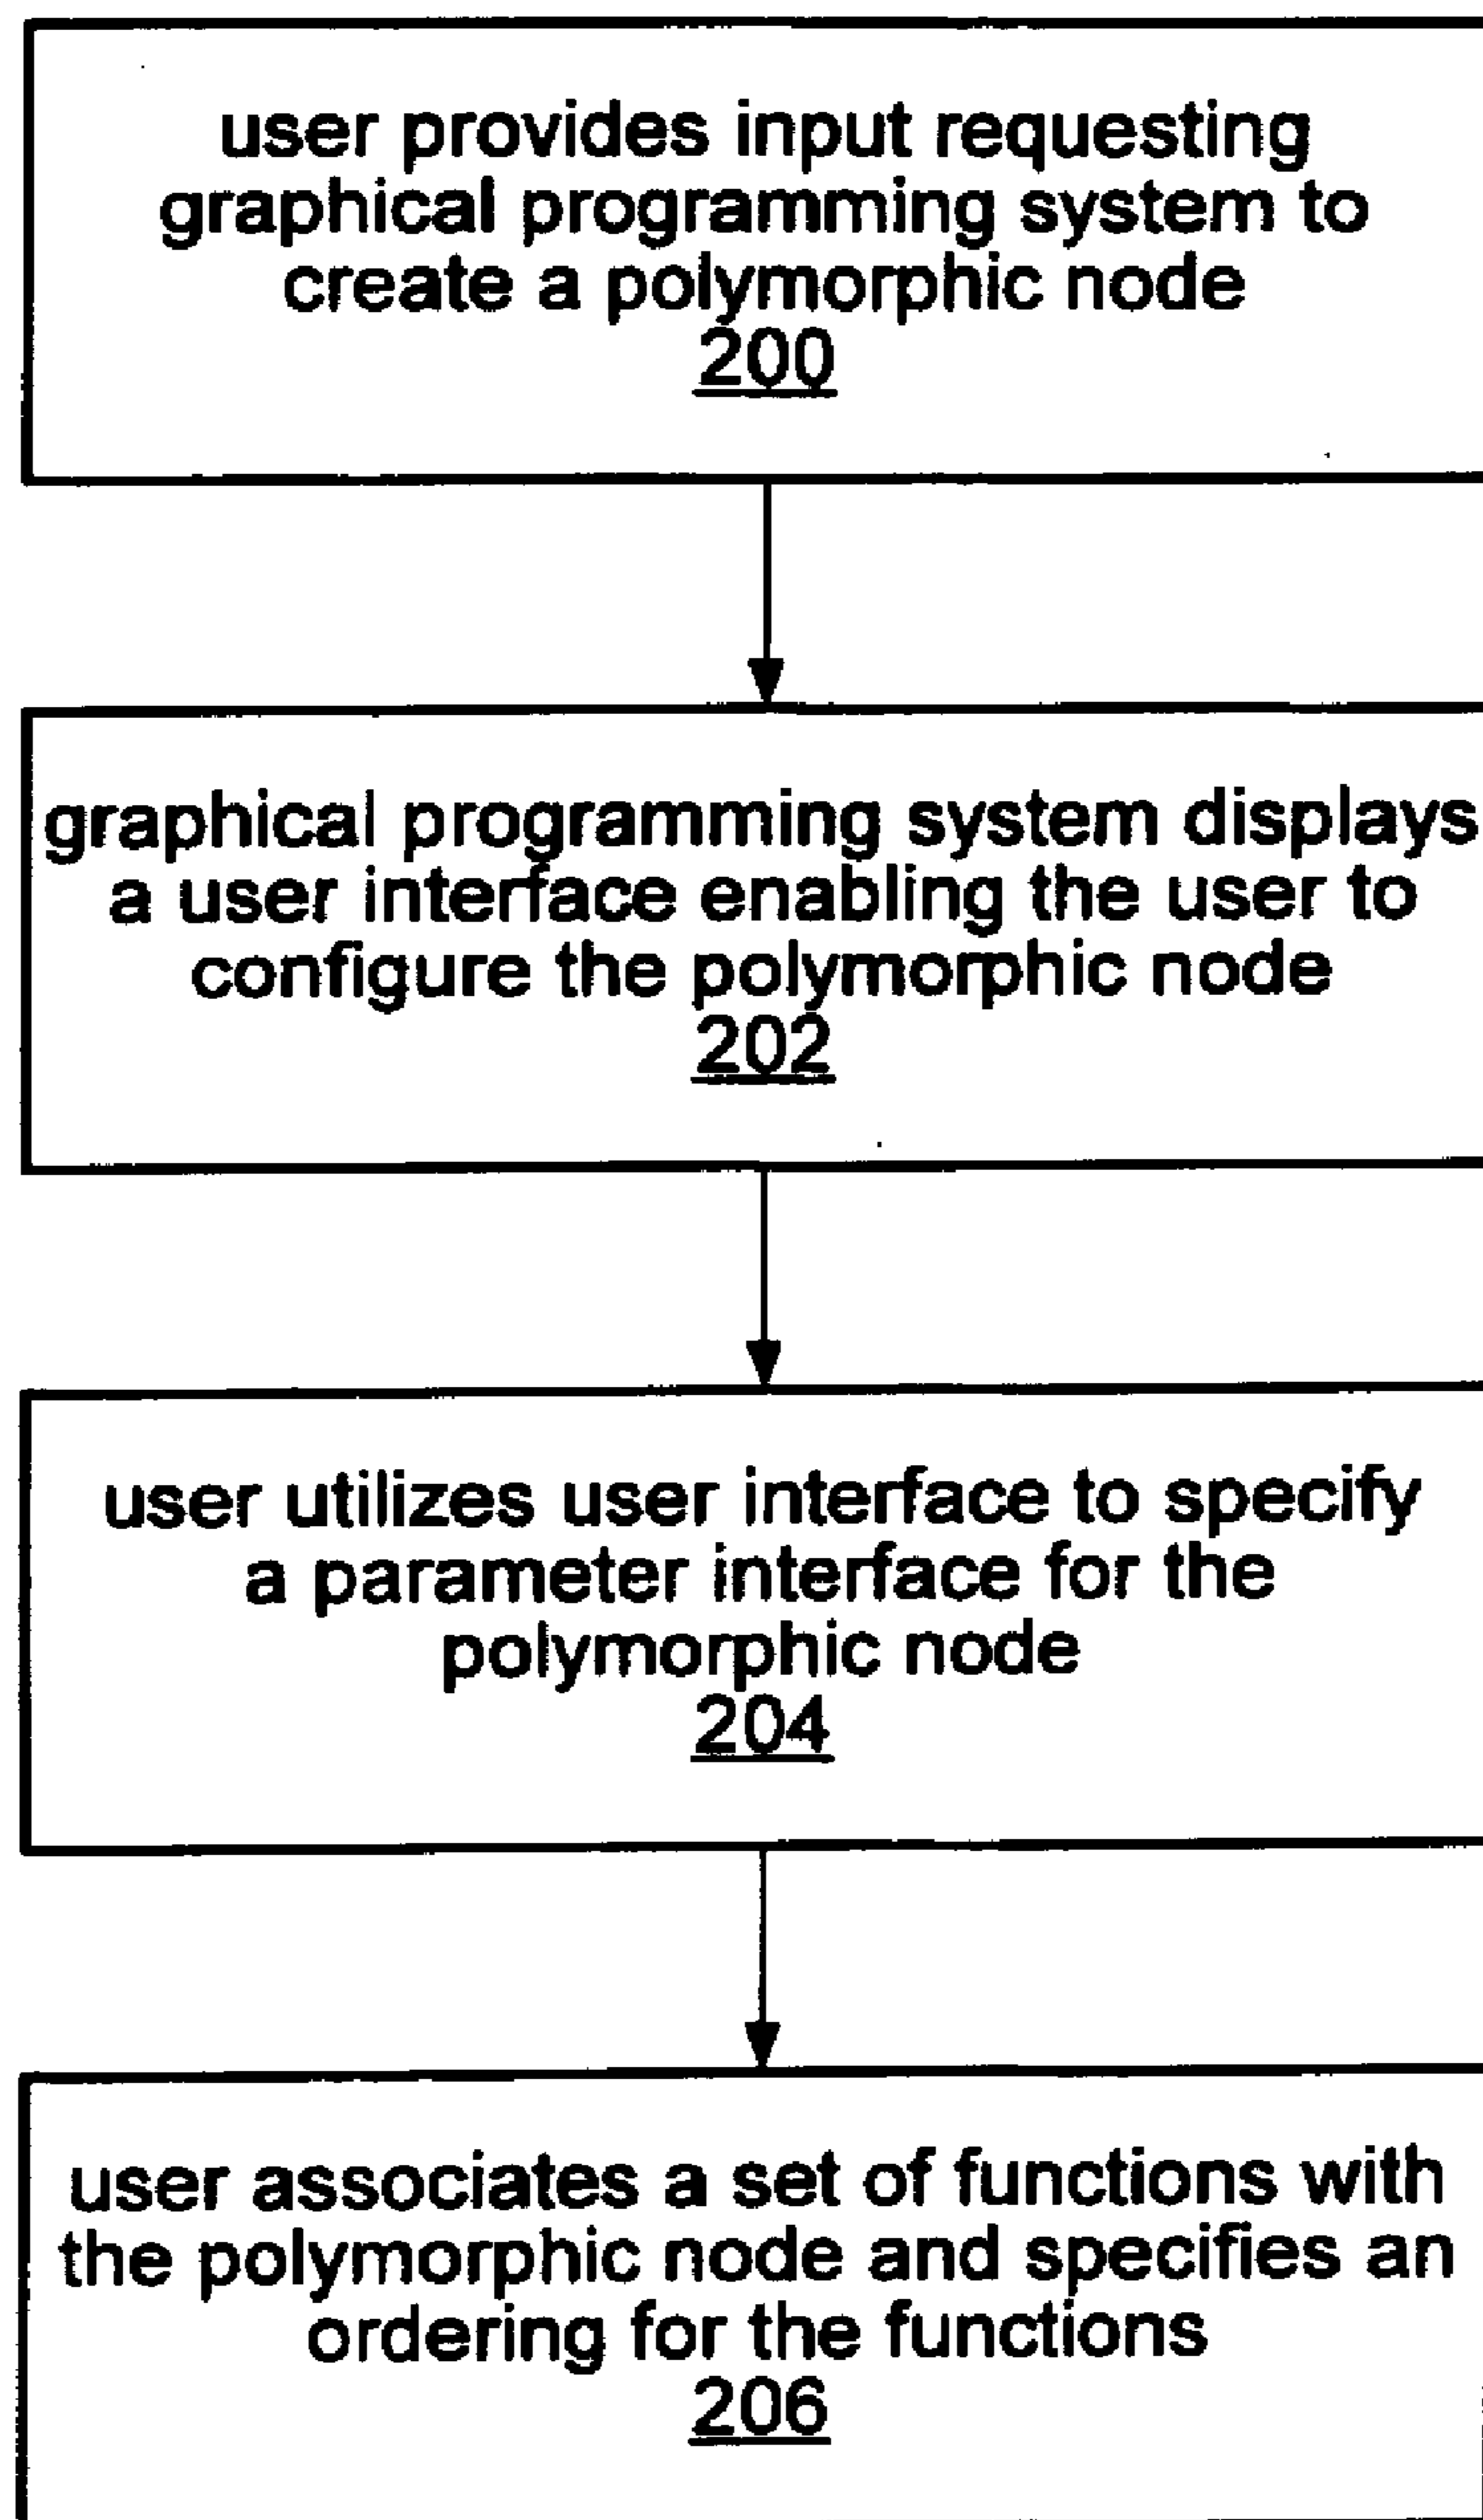 user provides input requesting
graphical programming system to
create a polymorphic node
200
graphical programming system displays
a user interface enabling the user to
configure the polymorphic node
202
user utilizes user interface to specify
a parameter interface for the
polymorphic node
204
user associates a set of functions with
the polymorphic node and specifies an
ordering for the functions
206